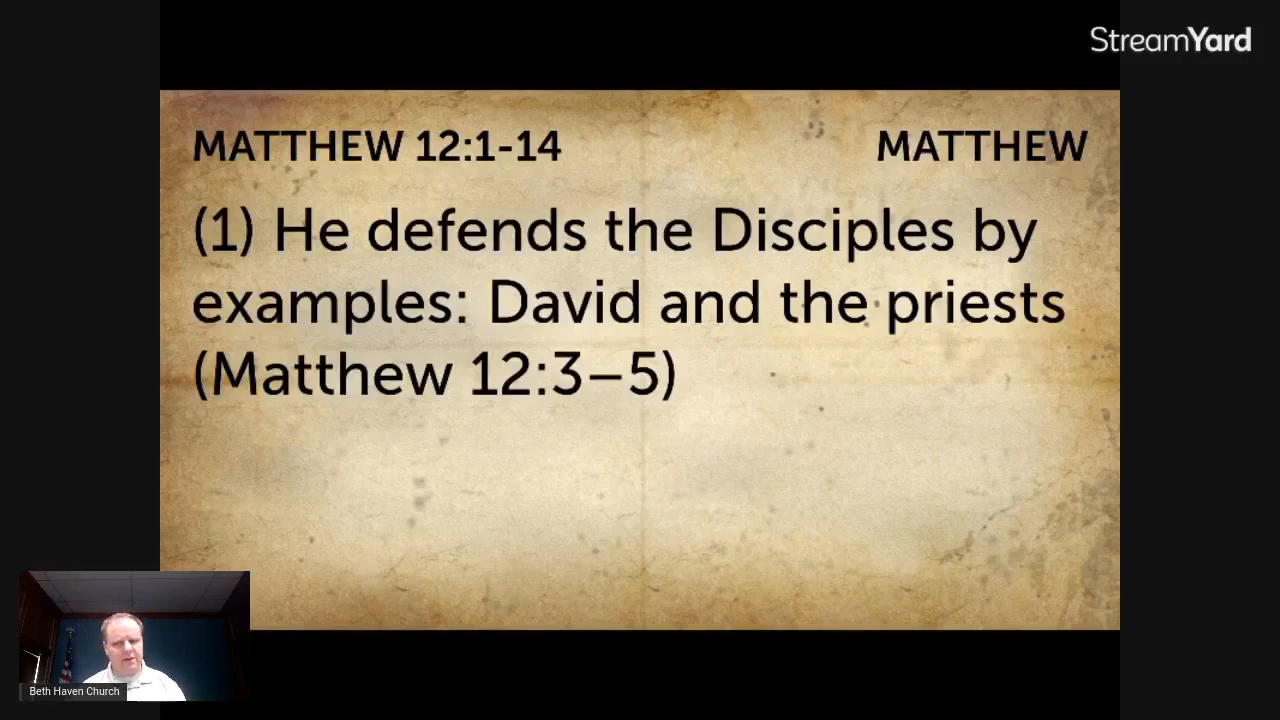 StreamYard
MATTHEW 12:1-14
MATTHEW
(1) He defends the Disciples by
examples: David and the priests
(Matthew 12:3–5)
Beth Haven Church